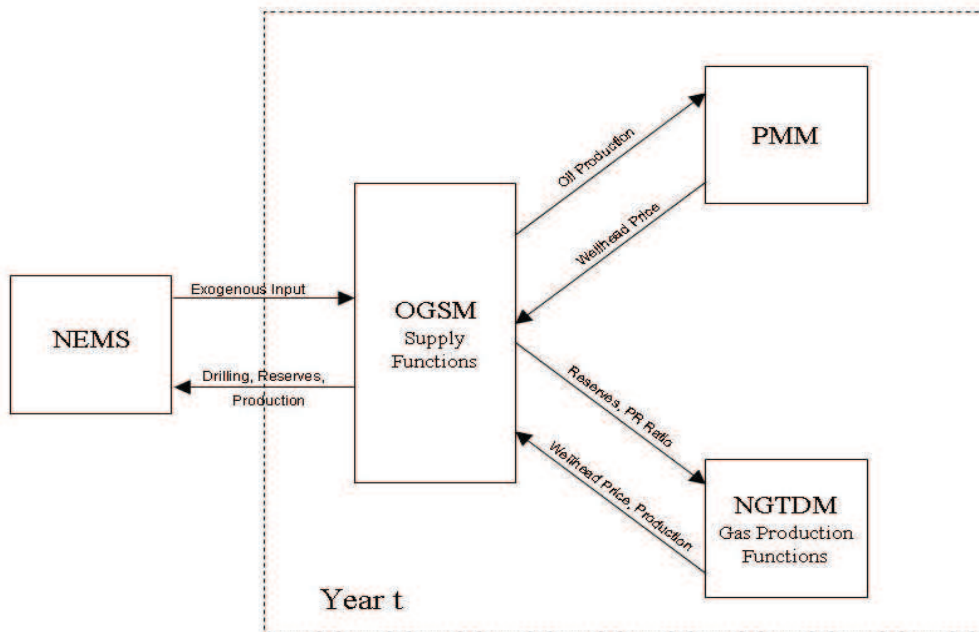 PMM
Oil Production
Wellhead Price
NEMS
Exogenous Input
Drilling, Reserves,
Production
OGSM
Supply
Functions
Reserves, PR Ratio
Wellhead Price, Production
NGTDM
Gas Production
Functions
Year t